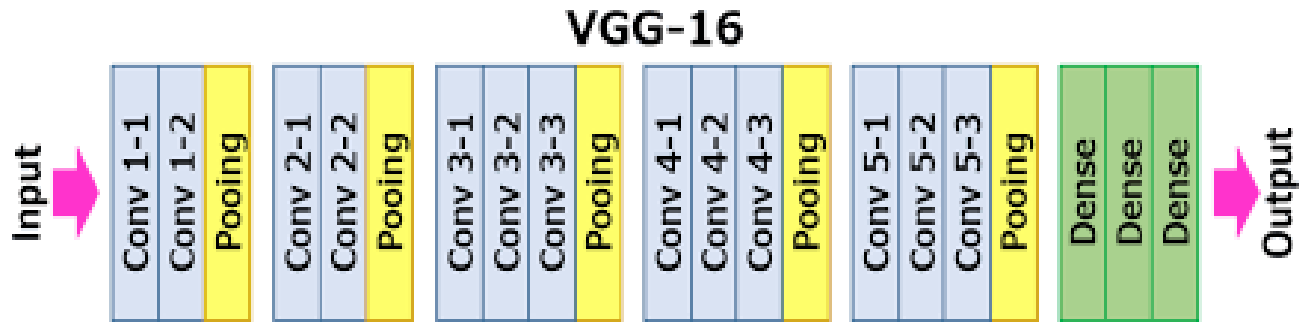 VGG-16
Input
Conv 1-1
Conv 1-2
Pooing
Conv 2-1
Conv 2-2
Pooing
Conv 3-1
Conv 3-2
Conv 3-3
Pooing
Conv 4-1
Conv 4-2
Conv 4-3
Pooing
Conv 5-1
Conv 5-2
Conv 5-3
Pooing
Dense
Dense
Dense
Output